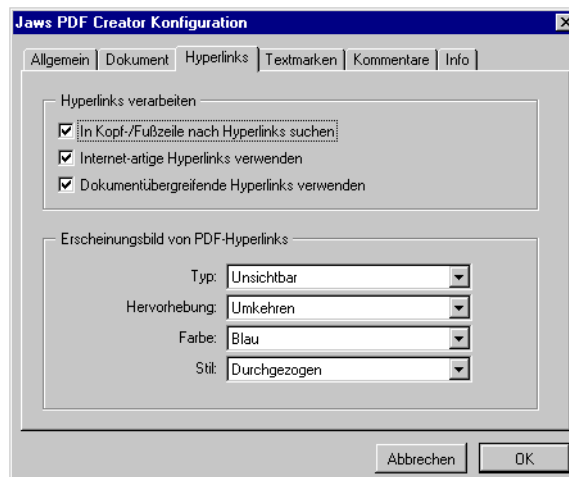 Jaws PDF Creator Konfiguration
Allgemein Dokument Hyperlinks Textmarken Kommentare Info
Hyperlinks verarbeiten
In Kopf-/Fußzeile nach Hyperlinks suchen
Internet-artige Hyperlinks verwenden
Dokumentübergreifende Hyperlinks verwenden
Erscheinungsbild von PDF-Hyperlinks
Typ: Unsichtbar
Hervorhebung: Umkehren
Farbe: Blau
Stil: Durchgezogen
Abbrechen OK